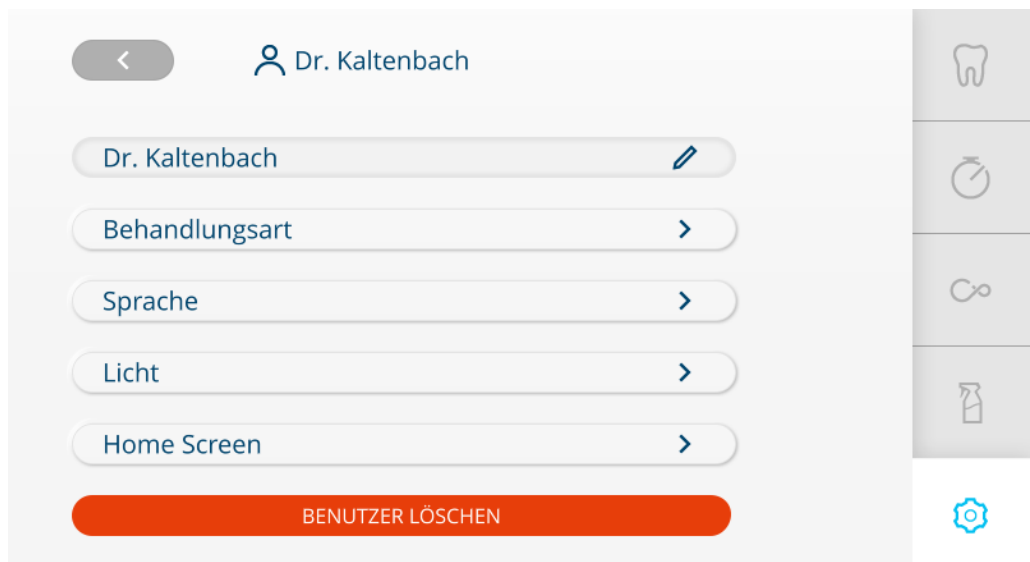 Dr. Kaltenbach
Dr. Kaltenbach
Behandlungsart
Sprache
Licht
Home Screen
BENUTZER LÖSCHEN